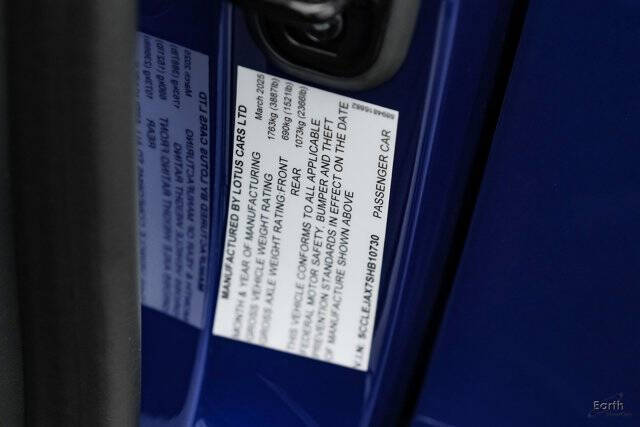 MANUFACTURED BY LOTUS CARS LTD
MONTH & YEAR OF MANUFACTURING March 2025
GROSS VEHICLE WEIGHT RATING 1763kg (3887lb)
GROSS AXLE WEIGHT RATING:FRONT 690kg (1521lb)
REAR 1073kg (2366lb)
THIS VEHICLE CONFORMS TO ALL APPLICABLE
FEDERAL MOTOR SAFETY, BUMPER AND THEFT
PREVENTION STANDARDS IN EFFECT ON THE DATE
OF MANUFACTURE SHOWN ABOVE
V.I.N: SCCLEJAX7SHB10730 PASSENGER CAR
Earth